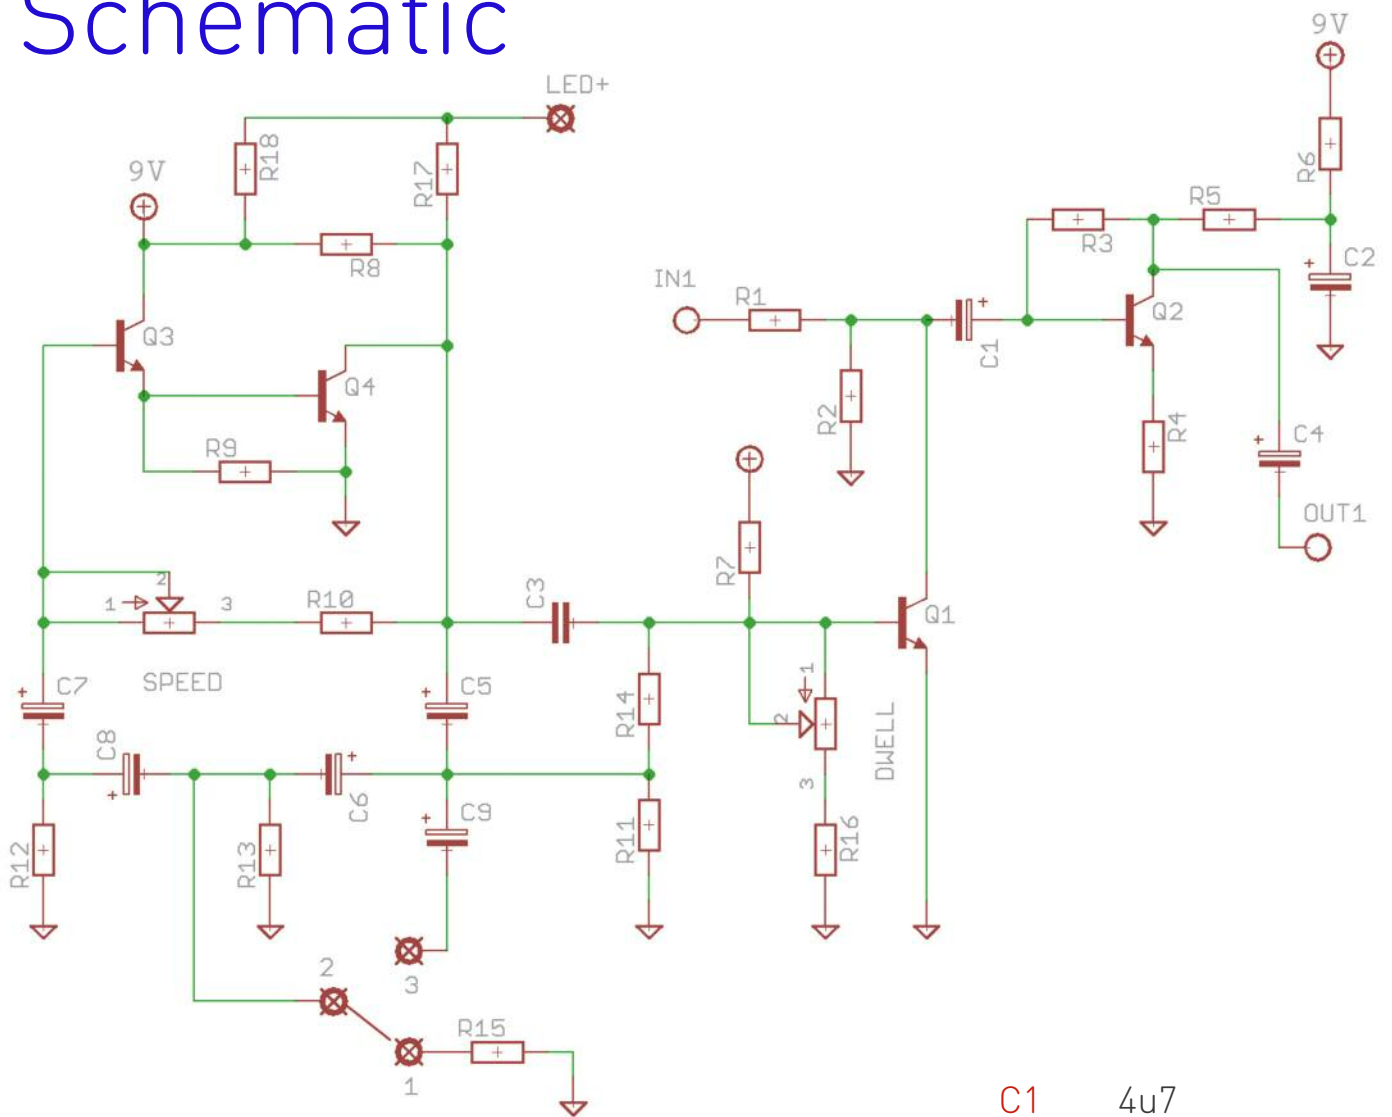 Schematic
9V
LED+
9V
R18
R17
R6
R5
R3
C2
R8
IN1
R1
Q2
Q3
C1
Q4
R2
R4
C4
R9
OUT1
R7
2
1
3
R10
C3
Q1
SPEED
1
C7
C5
R14
2
DWELL
C8
C6
3
C9
R11
R16
R12
R13
2
3
R15
1
C1 4u7